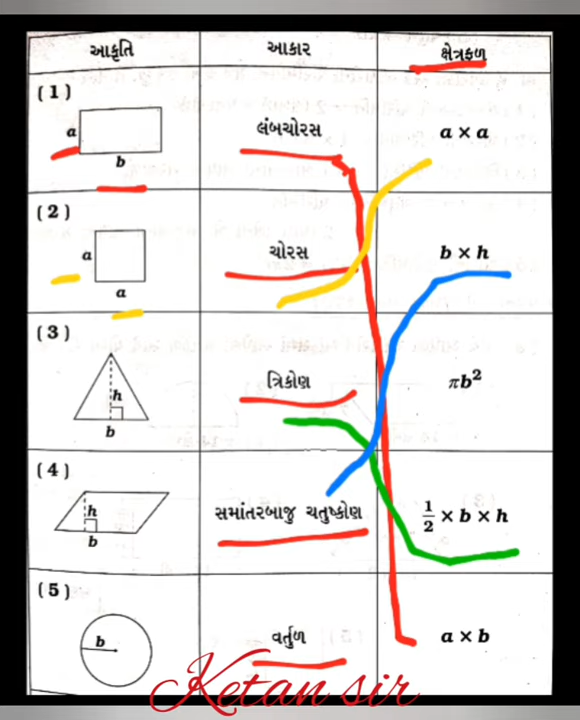 આકૃતિ આકાર ક્ષેત્રફળ
(1)
a b લંબચોરસ a × a
(2)
a a ચોરસ b × h
(3)
h b ત્રિકોણ πb²
(4)
h b સમાંતરબાજુ ચતુષ્કોણ 1/2 × b × h
(5)
b વર્તુળ a × b
Ketan sir